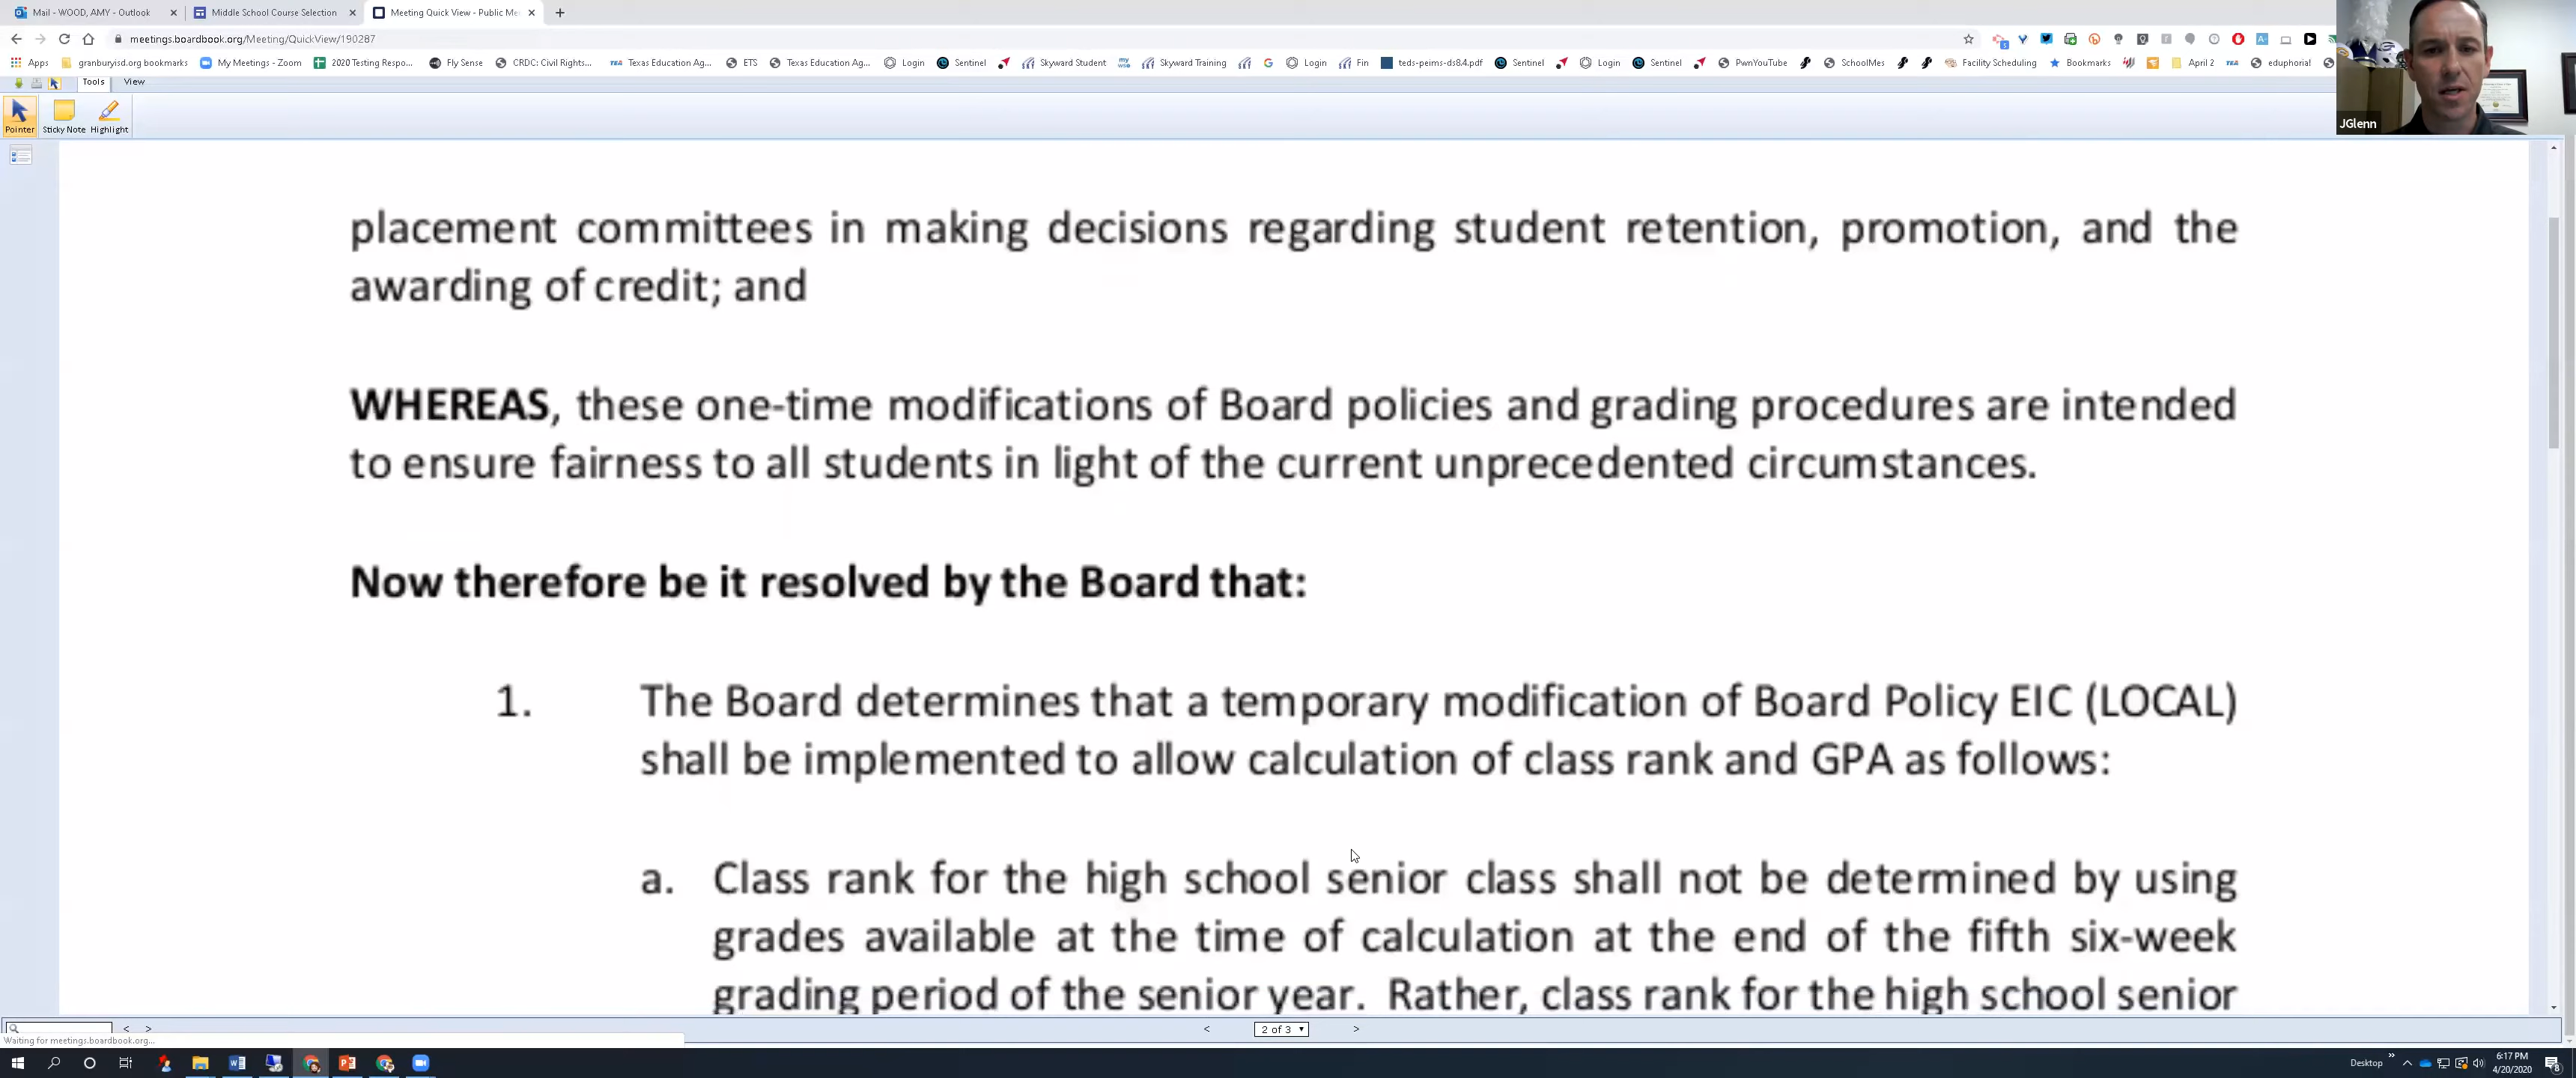 Mail - WOOD, AMY - Outlook
Middle School Course Selection
Meeting Quick View - Public Me
meetings.boardbook.org/Meeting/QuickView/190287
Apps granburyisd.org bookmarks My Meetings - Zoom 2020 Testing Respo... Fly Sense CRDC: Civil Rights... Texas Education Ag... ETS Texas Education Ag... Login Sentinel Skyward Student Skyward Training Login Fin teds-peims-ds8.4.pdf Sentinel Login Sentinel PwnYouTube SchoolMes Facility Scheduling Bookmarks April 2 eduphoria!
Tools View
Pointer Sticky Note Highlight
JGlenn
placement committees in making decisions regarding student retention, promotion, and the
awarding of credit; and
WHEREAS, these one-time modifications of Board policies and grading procedures are intended
to ensure fairness to all students in light of the current unprecedented circumstances.
Now therefore be it resolved by the Board that:
1. The Board determines that a temporary modification of Board Policy EIC (LOCAL)
shall be implemented to allow calculation of class rank and GPA as follows:
a. Class rank for the high school senior class shall not be determined by using
grades available at the time of calculation at the end of the fifth six-week
grading period of the senior year. Rather, class rank for the high school senior
< > < 2 of 3 >
Waiting for meetings.boardbook.org...
Desktop
6:17 PM
4/20/2020